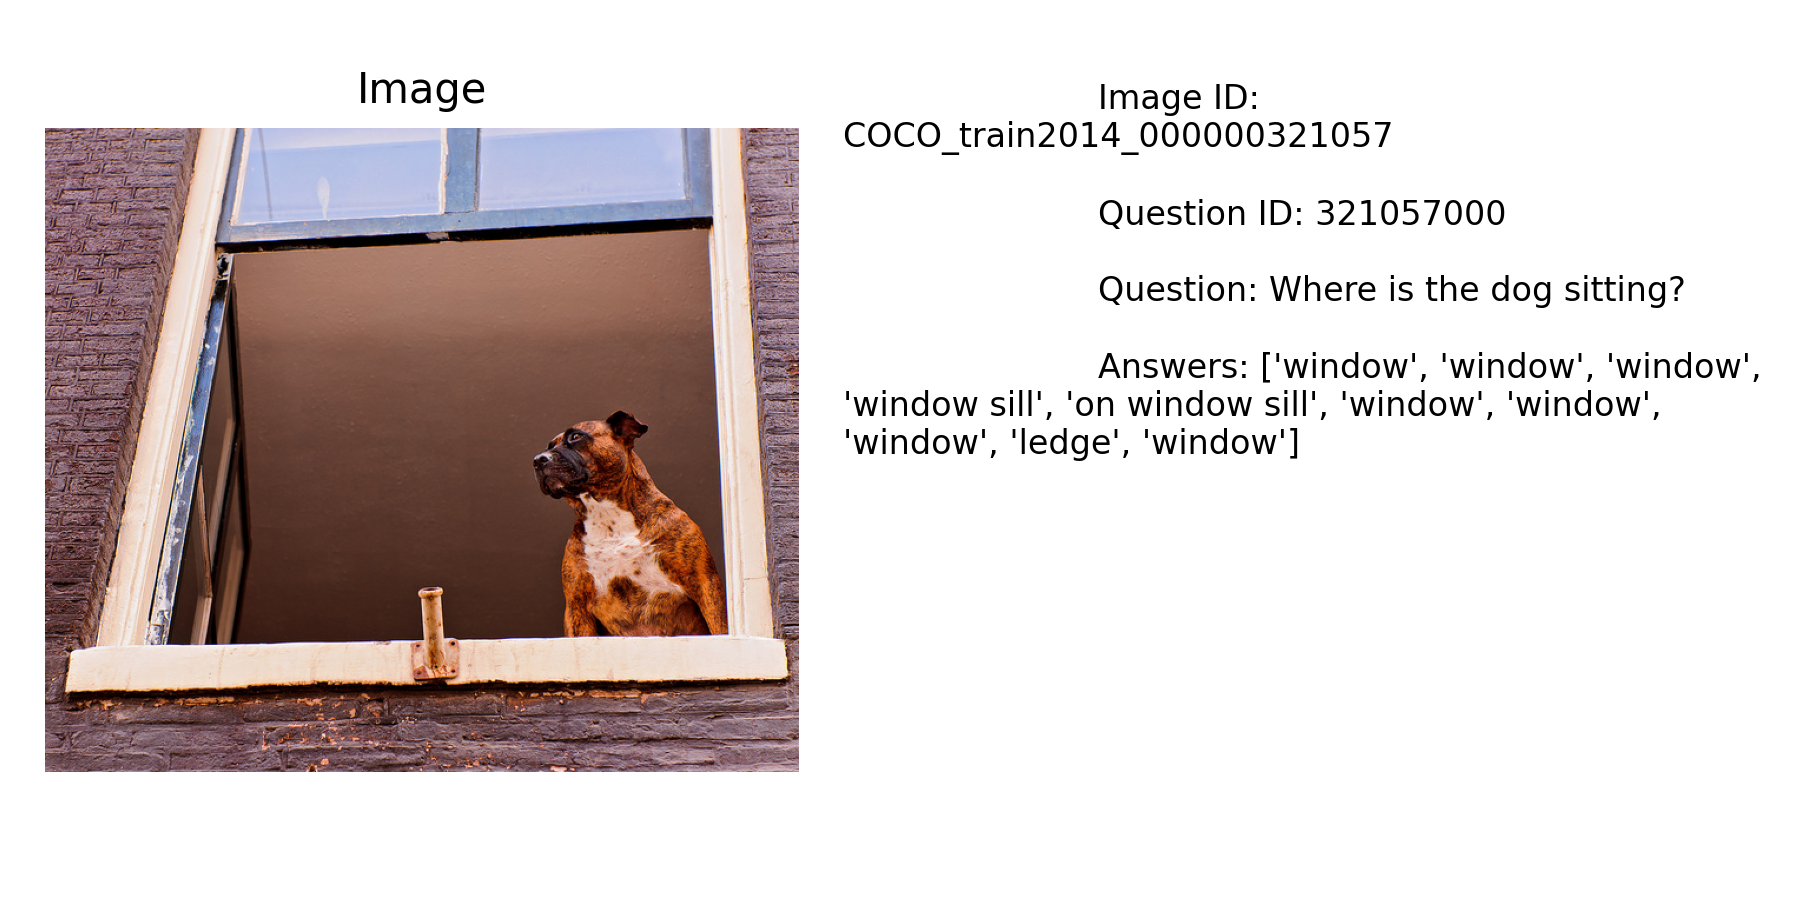 Image
Image ID:
COCO_train2014_000000321057
Question ID: 321057000
Question: Where is the dog sitting?
Answers: ['window', 'window', 'window',
'window sill', 'on window sill', 'window', 'window',
'window', 'ledge', 'window']